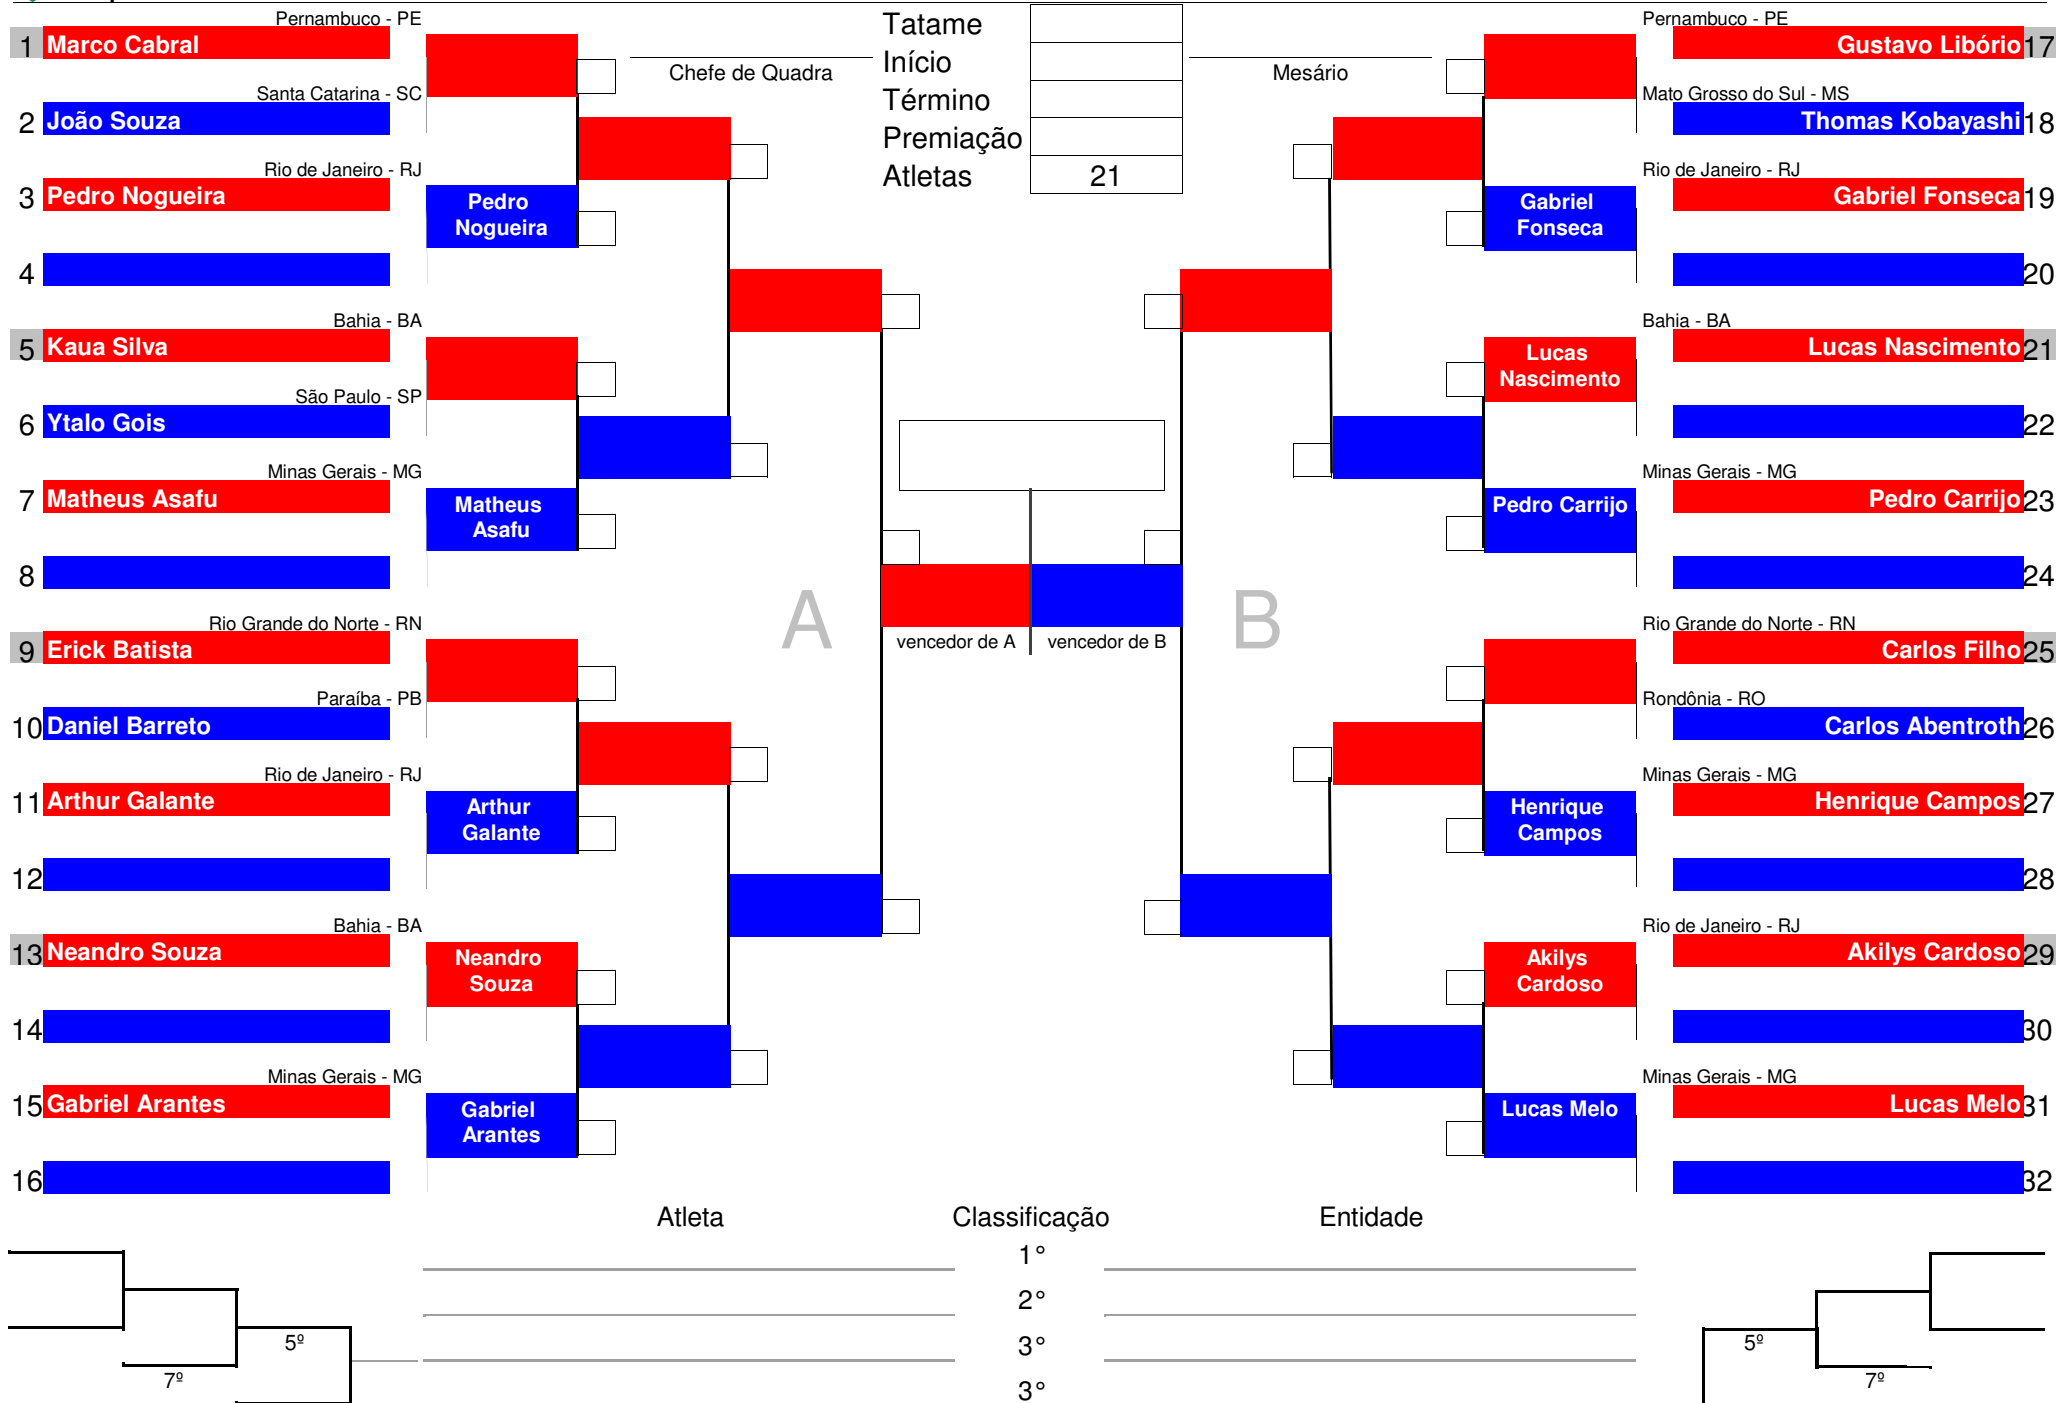 Tatame
Início
Término
Premiação
Atletas 21
Chefe de Quadra
Mesário
Pernambuco - PE
1 Marco Cabral
Santa Catarina - SC
2 João Souza
Rio de Janeiro - RJ
3 Pedro Nogueira
4
Bahia - BA
5 Kaua Silva
São Paulo - SP
6 Ytalo Gois
Minas Gerais - MG
7 Matheus Asafu
8
Rio Grande do Norte - RN
9 Erick Batista
Paraíba - PB
10 Daniel Barreto
Rio de Janeiro - RJ
11 Arthur Galante
12
Bahia - BA
13 Neandro Souza
14
Minas Gerais - MG
15 Gabriel Arantes
16
Pedro
Nogueira
Matheus
Asafu
Arthur
Galante
Neandro
Souza
Gabriel
Arantes
A
vencedor de A
vencedor de B
B
Gabriel
Fonseca
Lucas
Nascimento
Pedro Carrijo
Henrique
Campos
Akilys
Cardoso
Lucas Melo
Pernambuco - PE
Gustavo Libório 17
Mato Grosso do Sul - MS
Thomas Kobayashi 18
Rio de Janeiro - RJ
Gabriel Fonseca 19
20
Bahia - BA
Lucas Nascimento 21
22
Minas Gerais - MG
Pedro Carrijo 23
24
Rio Grande do Norte - RN
Carlos Filho 25
Rondônia - RO
Carlos Abentroth 26
Minas Gerais - MG
Henrique Campos 27
28
Rio de Janeiro - RJ
Akilys Cardoso 29
30
Minas Gerais - MG
Lucas Melo 31
32
Atleta Classificação Entidade
1°
2°
3°
3°
5º
7º
5º
7º